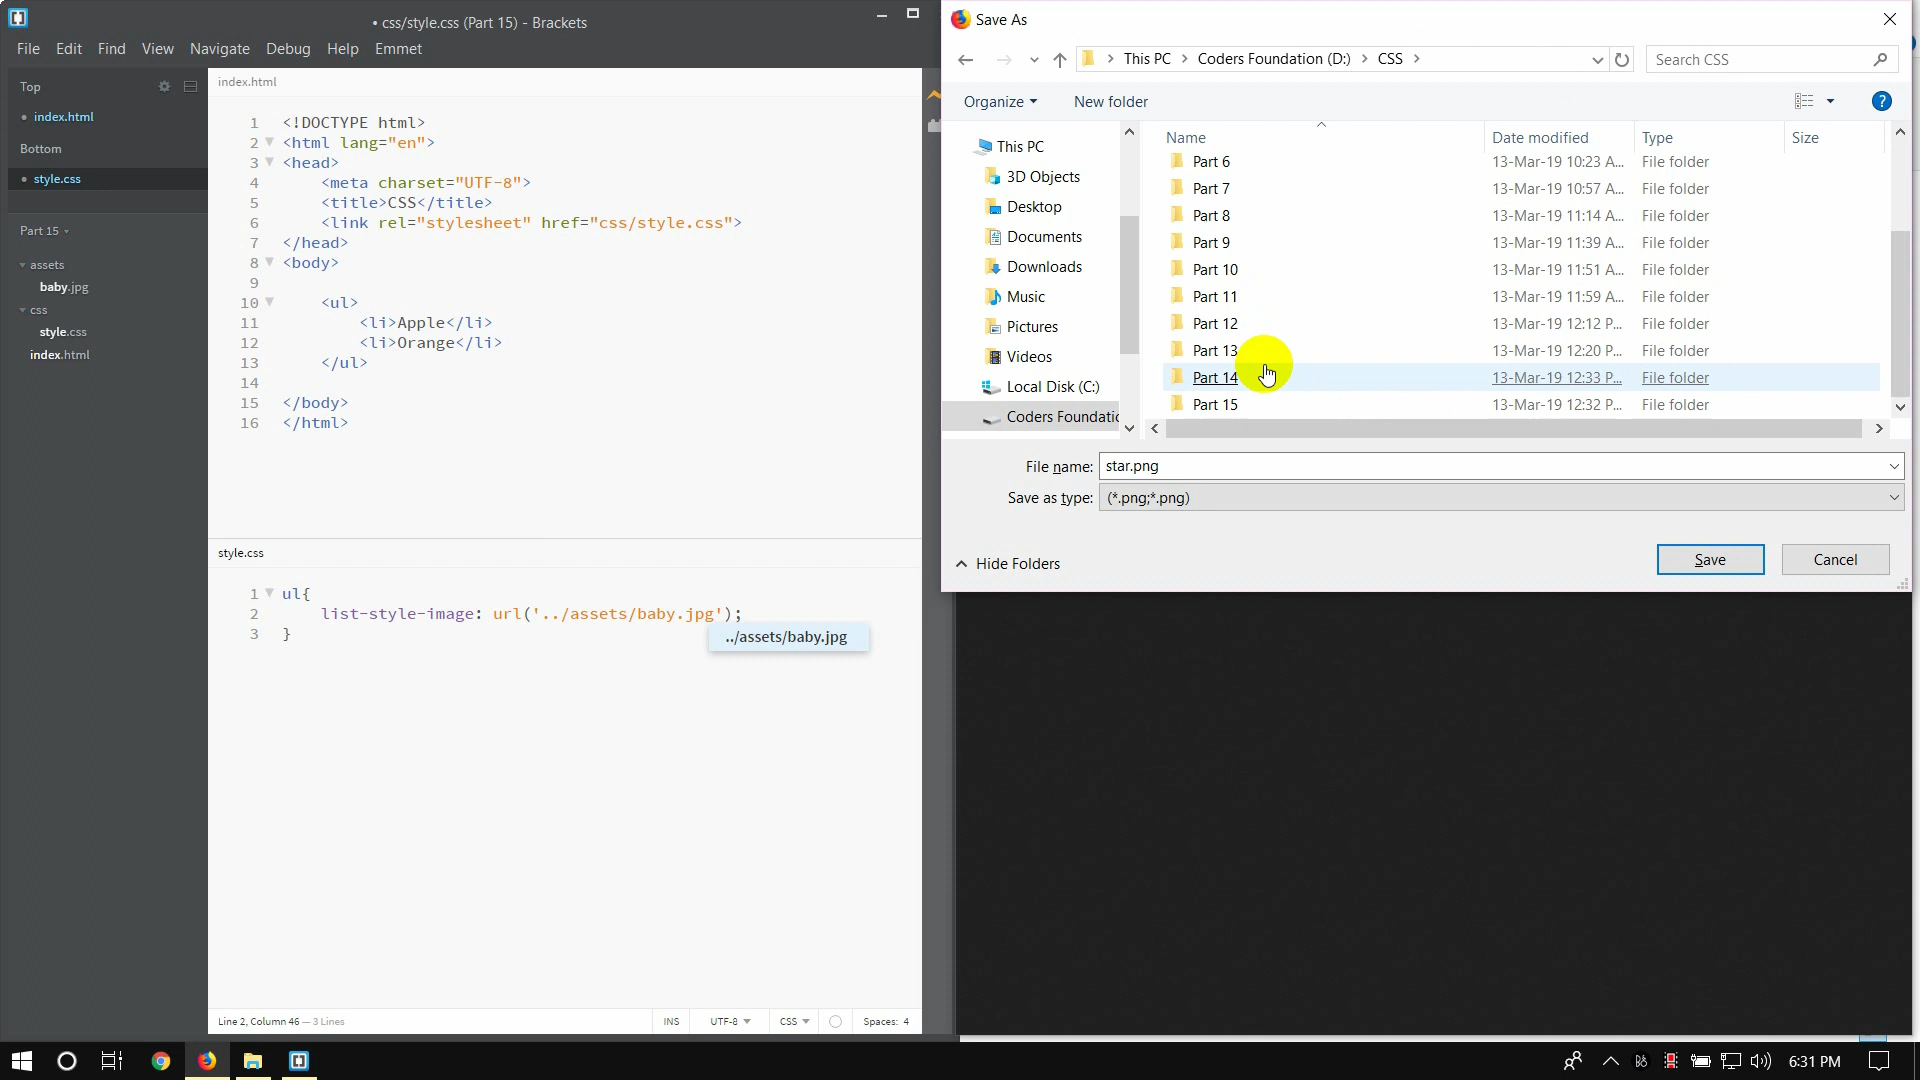 • css/style.css (Part 15) - Brackets
File Edit Find View Navigate Debug Help Emmet
Top
• index.html
Bottom
• style.css
Part 15
assets
baby.jpg
css
style.css
index.html
index.html
1 <!DOCTYPE html>
2 <html lang="en">
3 <head>
4 <meta charset="UTF-8">
5 <title>CSS</title>
6 <link rel="stylesheet" href="css/style.css">
7 </head>
8 <body>
9
10 <ul>
11 <li>Apple</li>
12 <li>Orange</li>
13 </ul>
14
15 </body>
16 </html>
style.css
1 ul{
2 list-style-image: url('../assets/baby.jpg');
3 }
../assets/baby.jpg
Line 2, Column 46 — 3 Lines
INS UTF-8 CSS Spaces: 4
Save As
This PC > Coders Foundation (D:) > CSS >
Search CSS
Organize New folder
This PC
3D Objects
Desktop
Documents
Downloads
Music
Pictures
Videos
Local Disk (C:)
Coders Foundatic
Name Date modified Type Size
Part 6 13-Mar-19 10:23 A... File folder
Part 7 13-Mar-19 10:57 A... File folder
Part 8 13-Mar-19 11:14 A... File folder
Part 9 13-Mar-19 11:39 A... File folder
Part 10 13-Mar-19 11:51 A... File folder
Part 11 13-Mar-19 11:59 A... File folder
Part 12 13-Mar-19 12:12 P... File folder
Part 13 13-Mar-19 12:20 P... File folder
Part 14 13-Mar-19 12:33 P... File folder
Part 15 13-Mar-19 12:32 P... File folder
File name: star.png
Save as type: (*.png;*.png)
Hide Folders
Save Cancel
6:31 PM